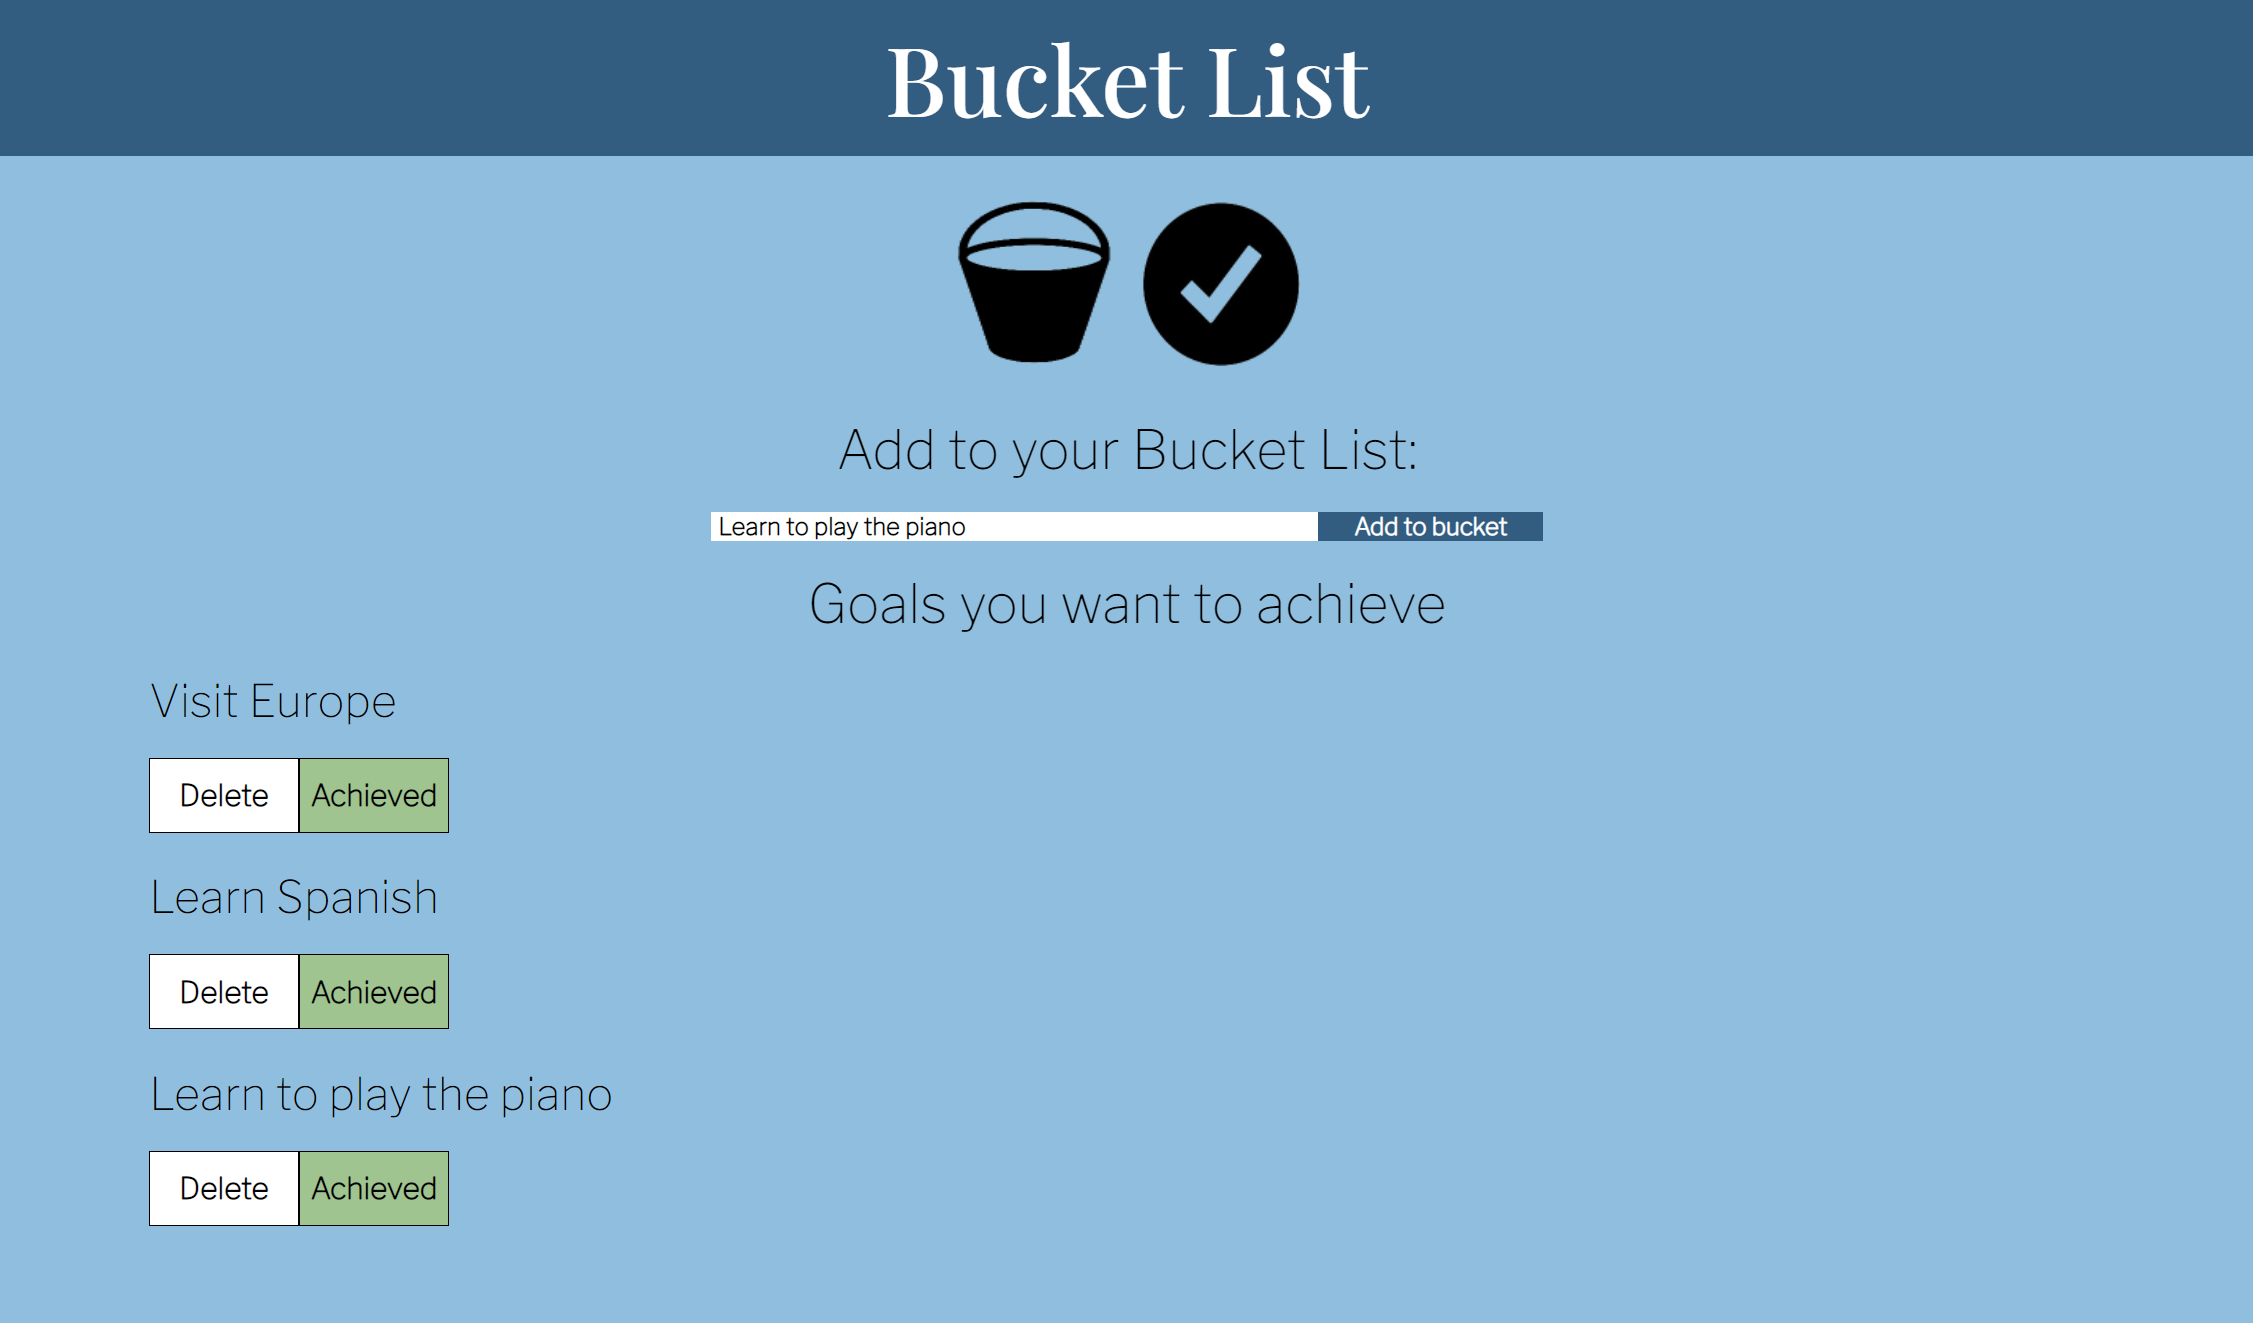 Bucket List
Add to your Bucket List:
Learn to play the piano Add to bucket
Goals you want to achieve
Visit Europe
Delete Achieved
Learn Spanish
Delete Achieved
Learn to play the piano
Delete Achieved